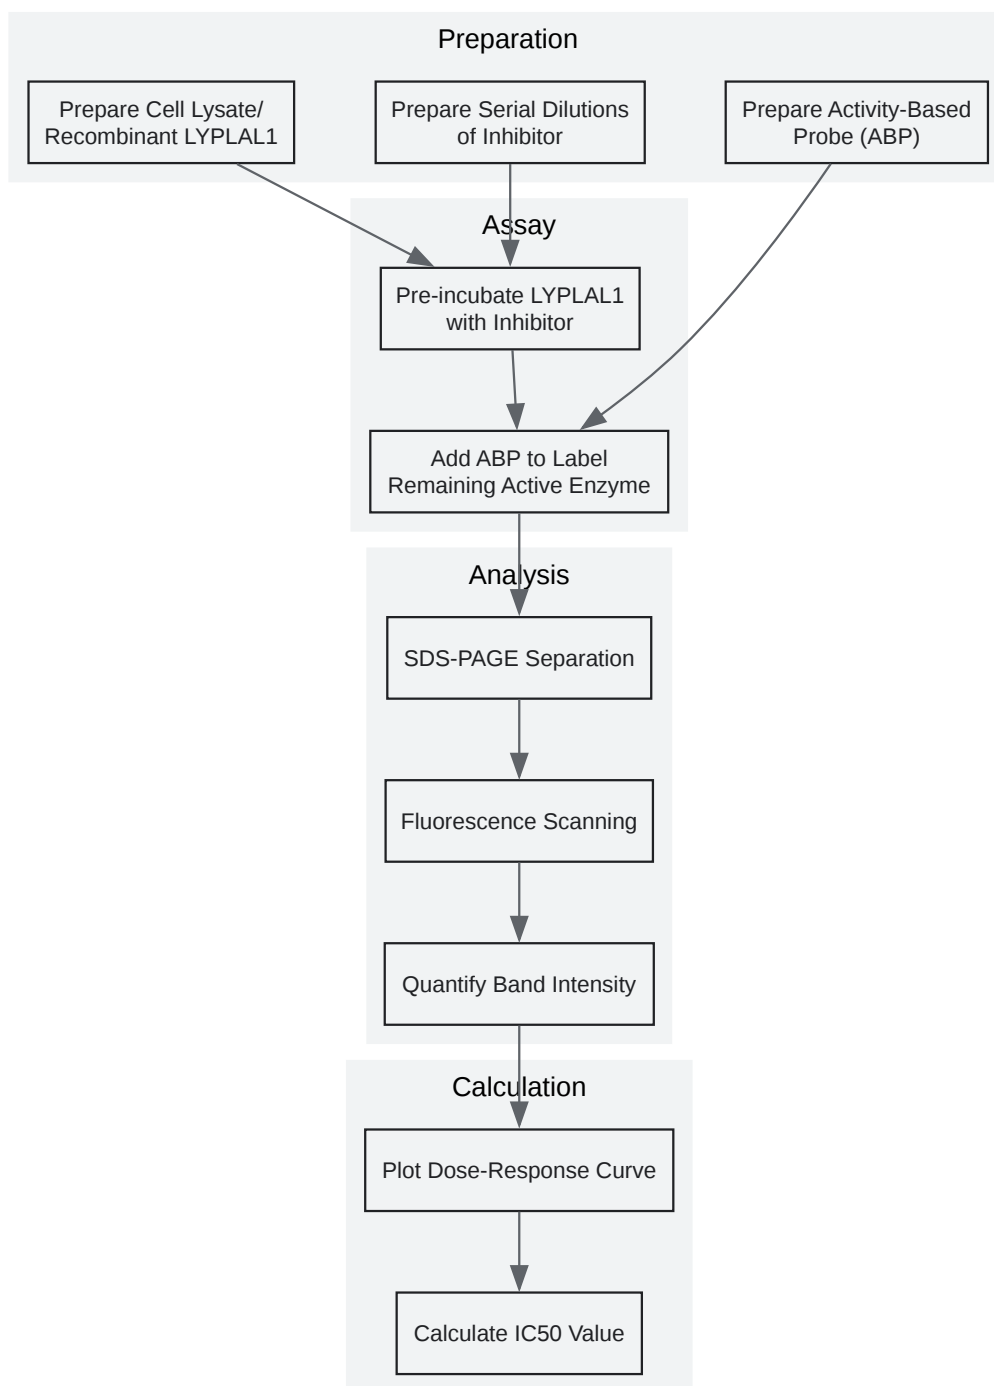 Preparation
Prepare Cell Lysate/
Recombinant LYPLAL1
Prepare Serial Dilutions
of Inhibitor
Prepare Activity-Based
Probe (ABP)
Assay
Pre-incubate LYPLAL1
with Inhibitor
Add ABP to Label
Remaining Active Enzyme
Analysis
SDS-PAGE Separation
Fluorescence Scanning
Quantify Band Intensity
Calculation
Plot Dose-Response Curve
Calculate IC50 Value